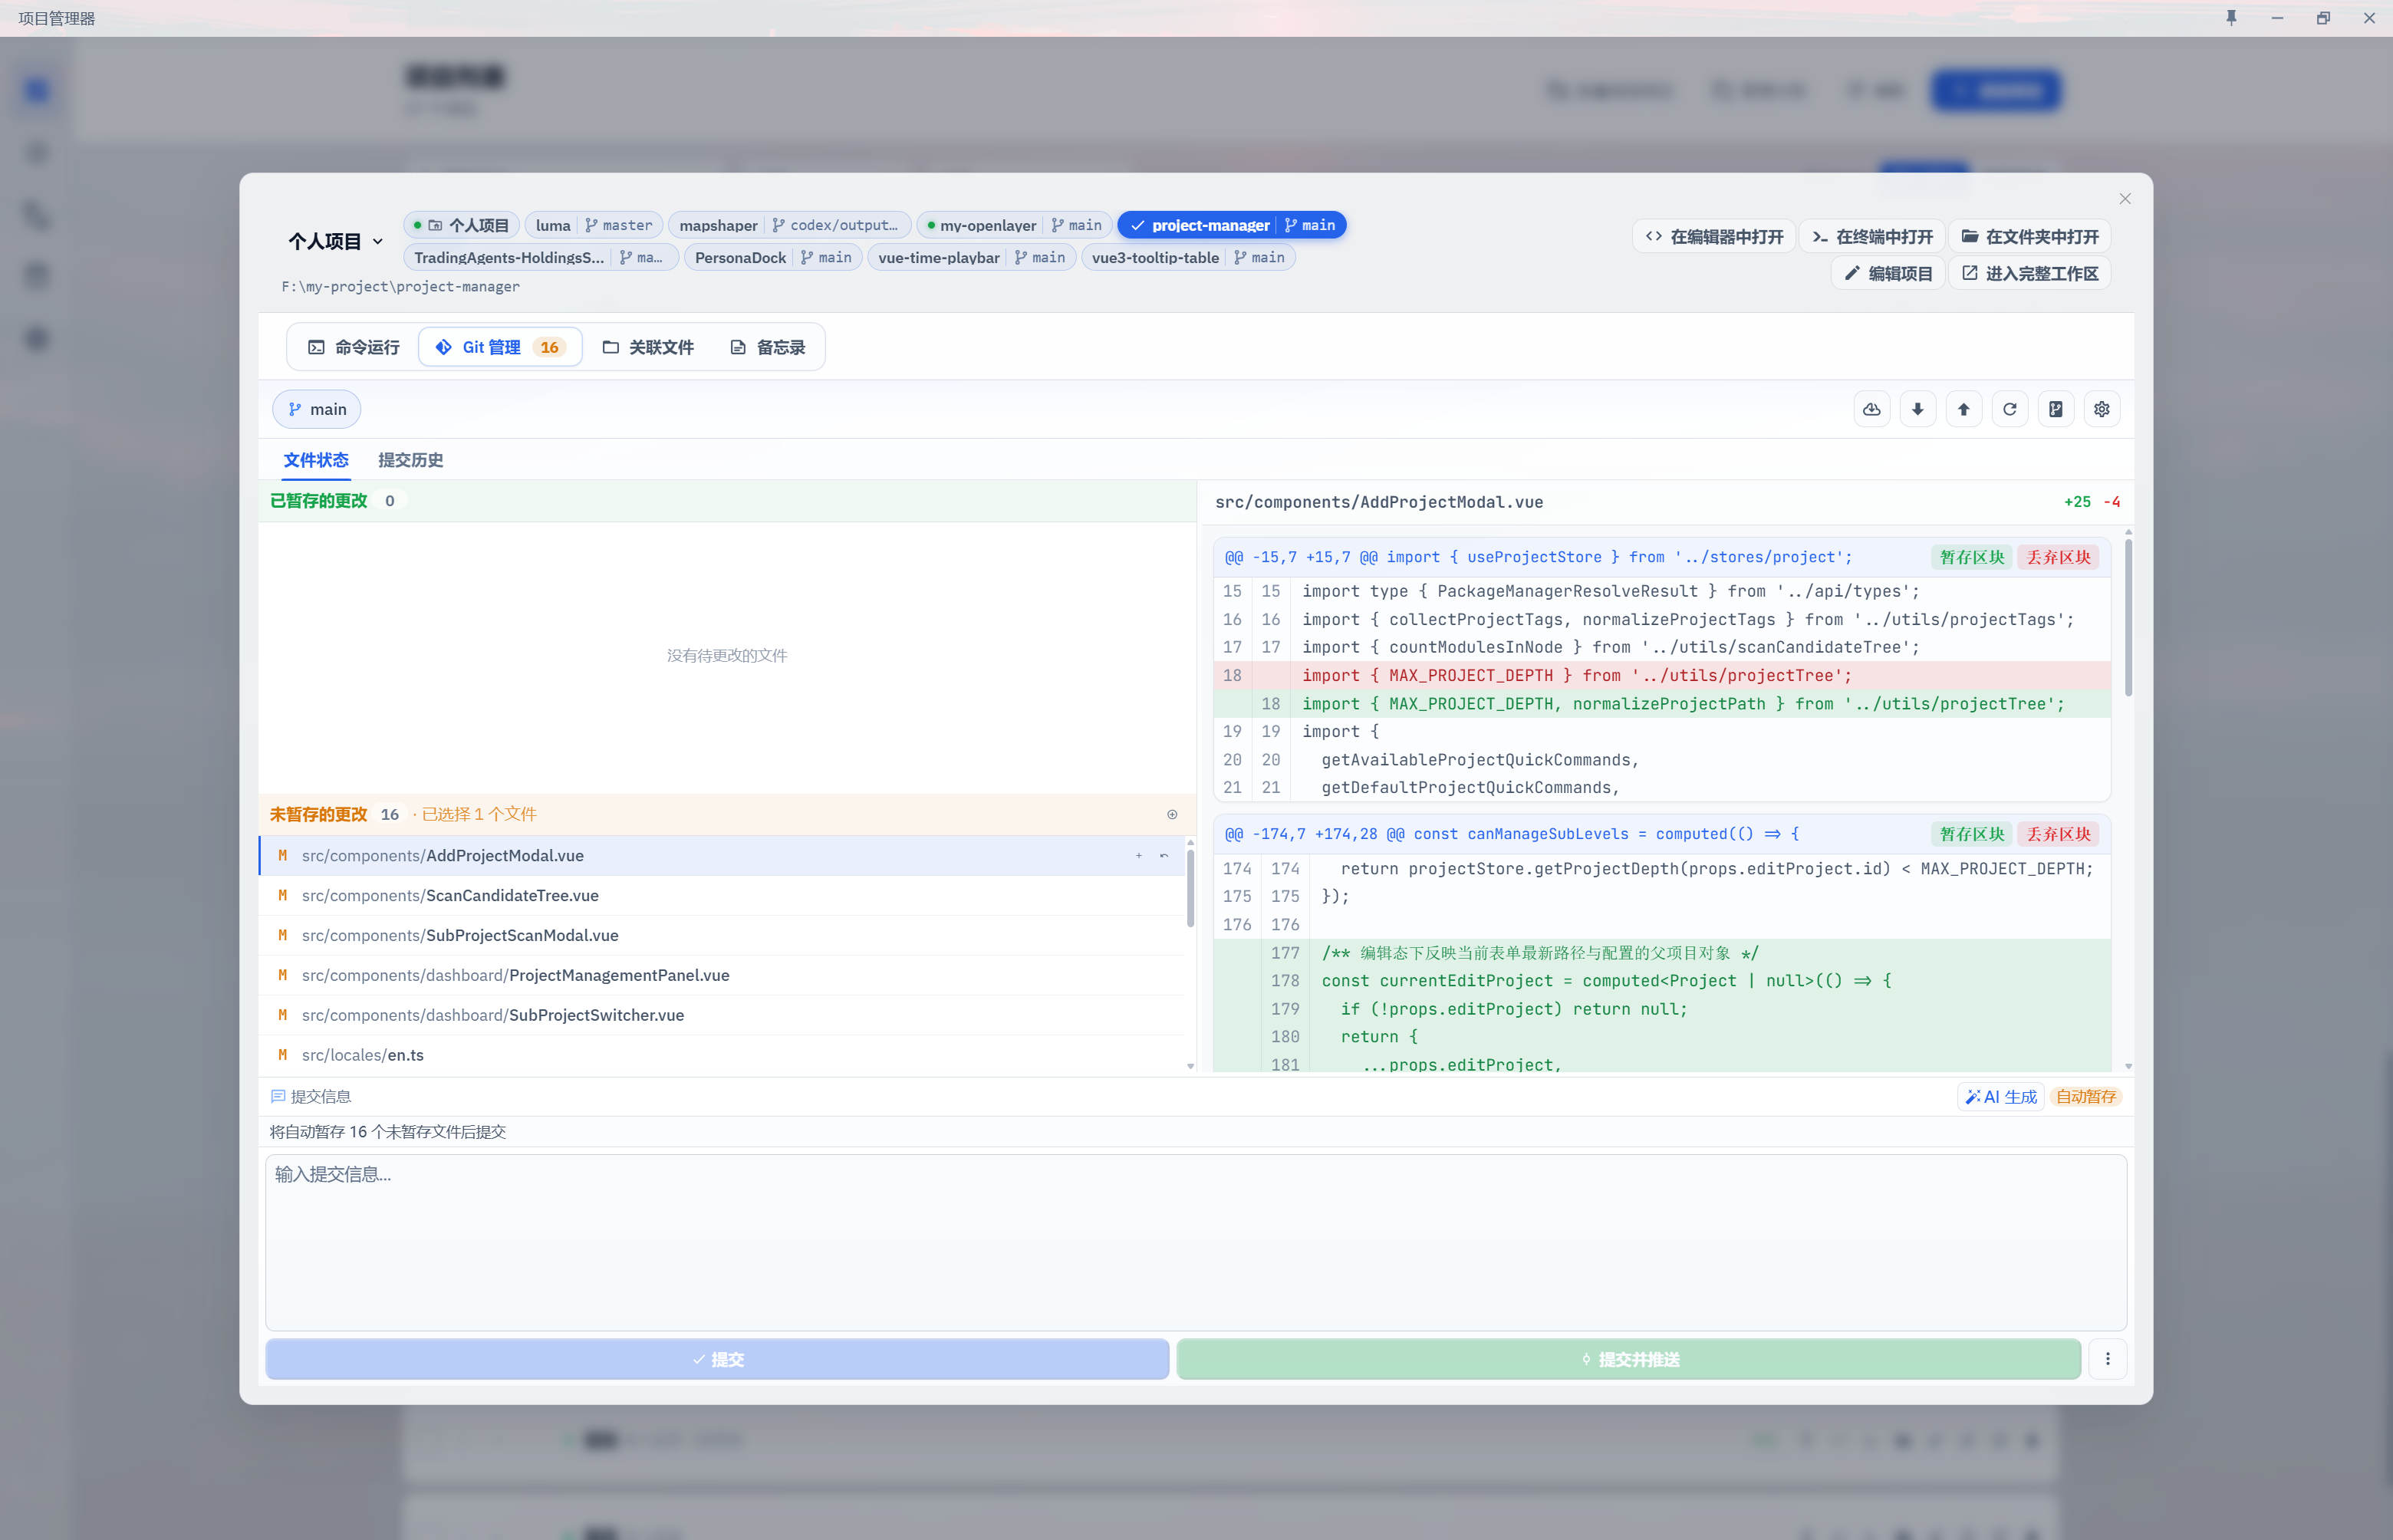 项目管理器
个人项目
个人项目
luma master
mapshaper codex/output...
my-openlayer main
project-manager main
TradingAgents-HoldingsS... ma...
PersonaDock main
vue-time-playbar main
vue3-tooltip-table main
F:\my-project\project-manager
在编辑器中打开
在终端中打开
在文件夹中打开
编辑项目
进入完整工作区
命令运行
Git 管理 16
关联文件
备忘录
main
文件状态
提交历史
已暂存的更改 0
没有待更改的文件
未暂存的更改 16 · 已选择 1 个文件
M src/components/AddProjectModal.vue
M src/components/ScanCandidateTree.vue
M src/components/SubProjectScanModal.vue
M src/components/dashboard/ProjectManagementPanel.vue
M src/components/dashboard/SubProjectSwitcher.vue
M src/locales/en.ts
src/components/AddProjectModal.vue +25 -4
@@ -15,7 +15,7 @@ import { useProjectStore } from '../stores/project'; 暂存区块 丢弃区块
15 15 import type { PackageManagerResolveResult } from '../api/types';
16 16 import { collectProjectTags, normalizeProjectTags } from '../utils/projectTags';
17 17 import { countModulesInNode } from '../utils/scanCandidateTree';
18 import { MAX_PROJECT_DEPTH } from '../utils/projectTree';
18 import { MAX_PROJECT_DEPTH, normalizeProjectPath } from '../utils/projectTree';
19 19 import {
20 20 getAvailableProjectQuickCommands,
21 21 getDefaultProjectQuickCommands,
@@ -174,7 +174,28 @@ const canManageSubLevels = computed(() => { 暂存区块 丢弃区块
174 174 return projectStore.getProjectDepth(props.editProject.id) < MAX_PROJECT_DEPTH;
175 175 });
176 176
177 /** 编辑态下反映当前表单最新路径与配置的父项目对象 */
178 const currentEditProject = computed<Project | null>(() => {
179 if (!props.editProject) return null;
180 return {
181 ...props.editProject,
提交信息
AI 生成
自动暂存
将自动暂存 16 个未暂存文件后提交
输入提交信息...
提交
提交并推送